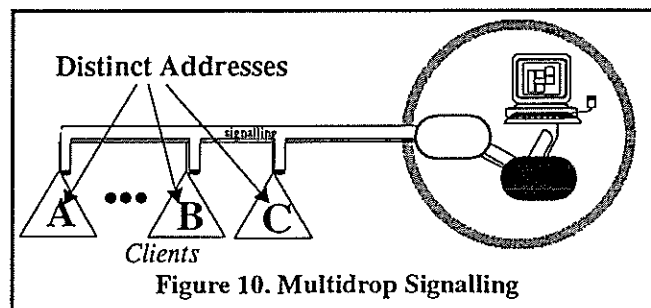 Distinct Addresses
signalling
A ••• B C
Clients
Figure 10. Multidrop Signalling